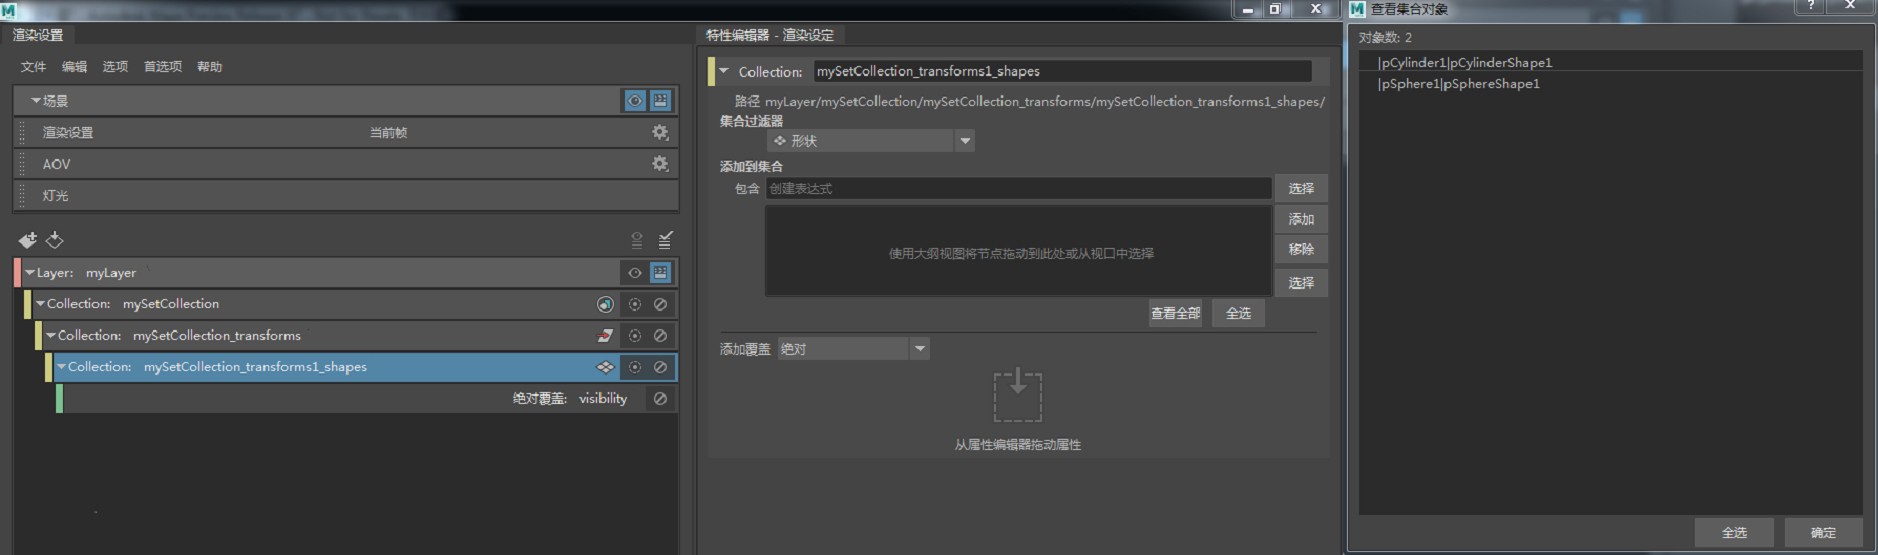 渲染设置
文件 编辑 选项 首选项 帮助
场景
渲染设置 当前帧
AOV
灯光
Layer: myLayer
Collection: mySetCollection
Collection: mySetCollection_transforms
Collection: mySetCollection_transforms1_shapes
绝对覆盖: visibility
特性编辑器 - 渲染设定
Collection: mySetCollection_transforms1_shapes
路径 myLayer/mySetCollection/mySetCollection_transforms/mySetCollection_transforms1_shapes/
集合过滤器
形状
添加到集合
包含 创建表达式 选择
添加
使用大纲视图将节点拖动到此处或从视口中选择
移除
选择
查看全部 全选
添加覆盖 绝对
从属性编辑器拖动属性
查看集合对象
对象数: 2
|pCylinder1|pCylinderShape1
|pSphere1|pSphereShape1
全选 确定